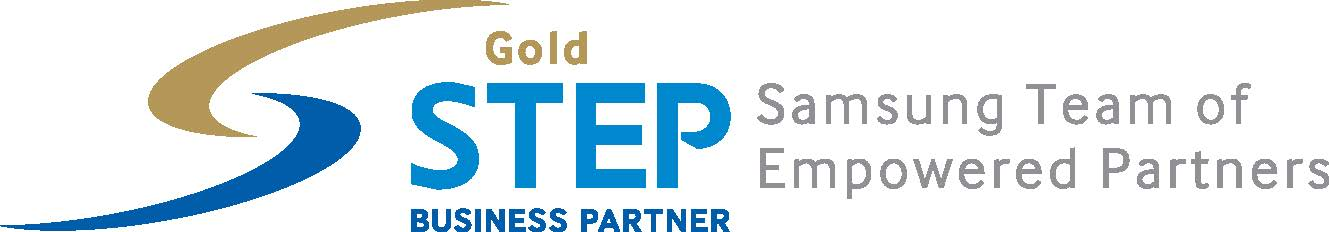 Gold
STEP
BUSINESS PARTNER
Samsung Team of
Empowered Partners